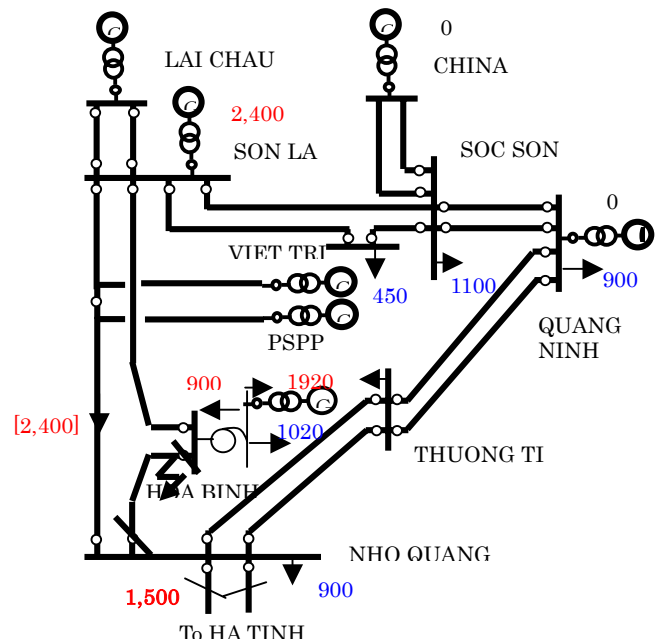 0
LAI CHAU
CHINA
2,400
SON LA
SOC SON
0
VIET TRI
450
1100
900
PSPP
QUANG
NINH
900
1920
[2,400]
1020
THUONG TI
HOA BINH
NHO QUANG
1,500
900
To HA TINH